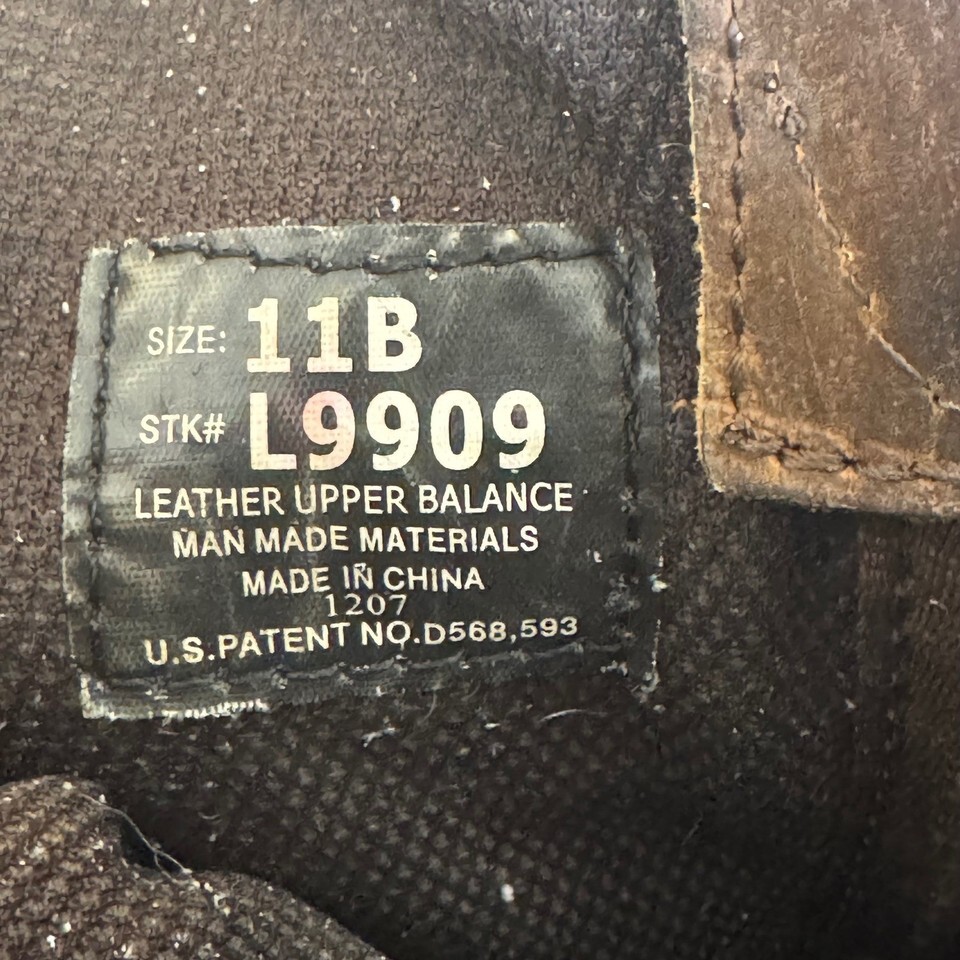 SIZE: 11B
STK# L9909
LEATHER UPPER BALANCE
MAN MADE MATERIALS
MADE IN CHINA
1207
U.S.PATENT NO.D568,593